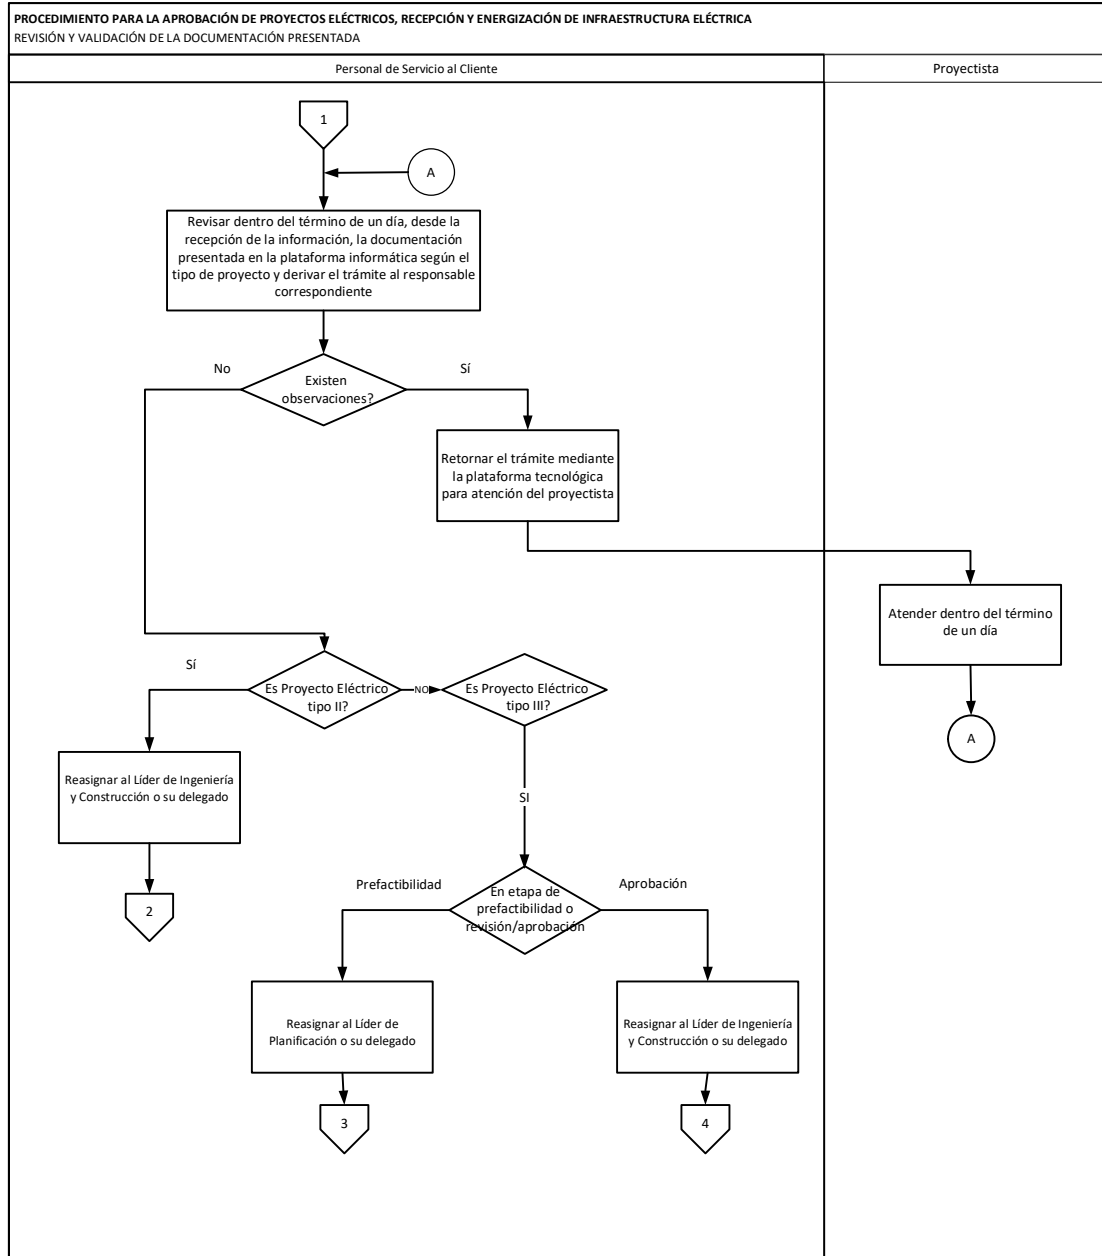 PROCEDIMIENTO PARA LA APROBACIÓN DE PROYECTOS ELÉCTRICOS, RECEPCIÓN Y ENERGIZACIÓN DE INFRAESTRUCTURA ELÉCTRICA
REVISIÓN Y VALIDACIÓN DE LA DOCUMENTACIÓN PRESENTADA
Personal de Servicio al Cliente
Proyectista
1
A
Revisar dentro del término de un día, desde la
recepción de la información, la documentación
presentada en la plataforma informática según el
tipo de proyecto y derivar el trámite al responsable
correspondiente
No
Existen
observaciones?
Sí
Retornar el trámite mediante
la plataforma tecnológica
para atención del proyectista
Atender dentro del término
de un día
A
Sí
Es Proyecto Eléctrico
tipo II?
NO
Es Proyecto Eléctrico
tipo III?
Reasignar al Líder de Ingeniería
y Construcción o su delegado
2
SI
Prefactibilidad
En etapa de
prefactibilidad o
revisión/aprobación
Aprobación
Reasignar al Líder de
Planificación o su delegado
Reasignar al Líder de Ingeniería
y Construcción o su delegado
3
4